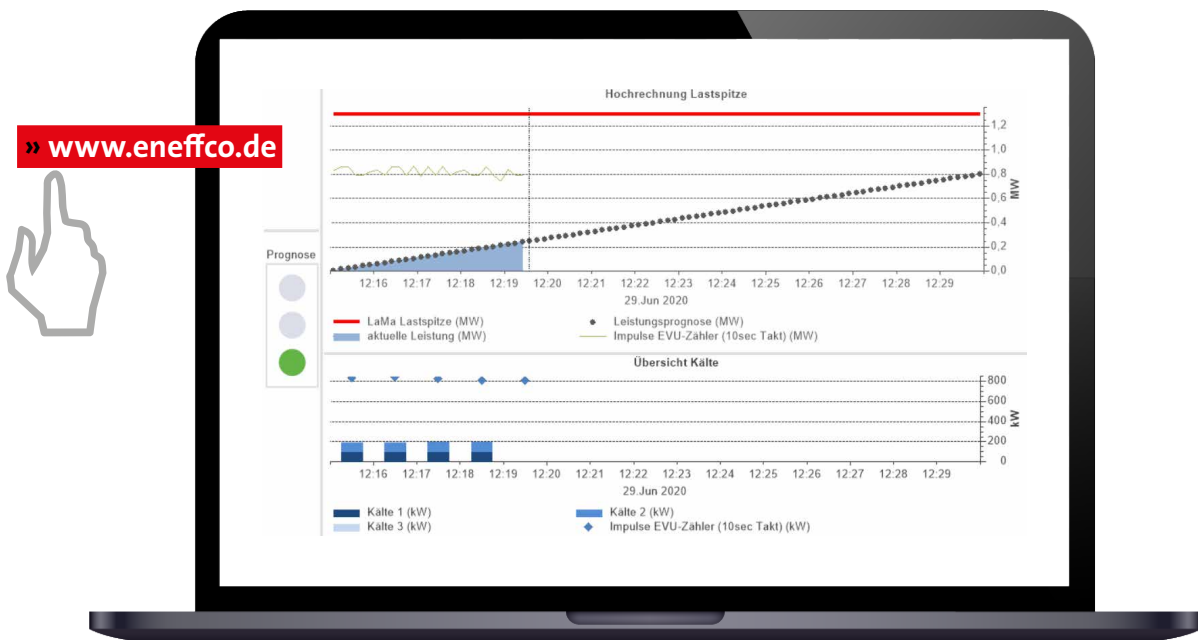 Hochrechnung Lastspitze
» www.eneffco.de
1,2
1,0
0,8
0,6
0,4
0,2
0,0
MW
Prognose
12:16 12:17 12:18 12:19 12:20 12:21 12:22 12:23 12:24 12:25 12:26 12:27 12:28 12:29
29.Jun 2020
LaMa Lastspitze (MW) Leistungsprognose (MW)
aktuelle Leistung (MW) Impulse EVU-Zähler (10sec Takt) (MW)
Übersicht Kälte
800
600
400
200
0
kW
12:16 12:17 12:18 12:19 12:20 12:21 12:22 12:23 12:24 12:25 12:26 12:27 12:28 12:29
29.Jun 2020
Kälte 1 (kW) Kälte 2 (kW)
Kälte 3 (kW) Impulse EVU-Zähler (10sec Takt) (kW)